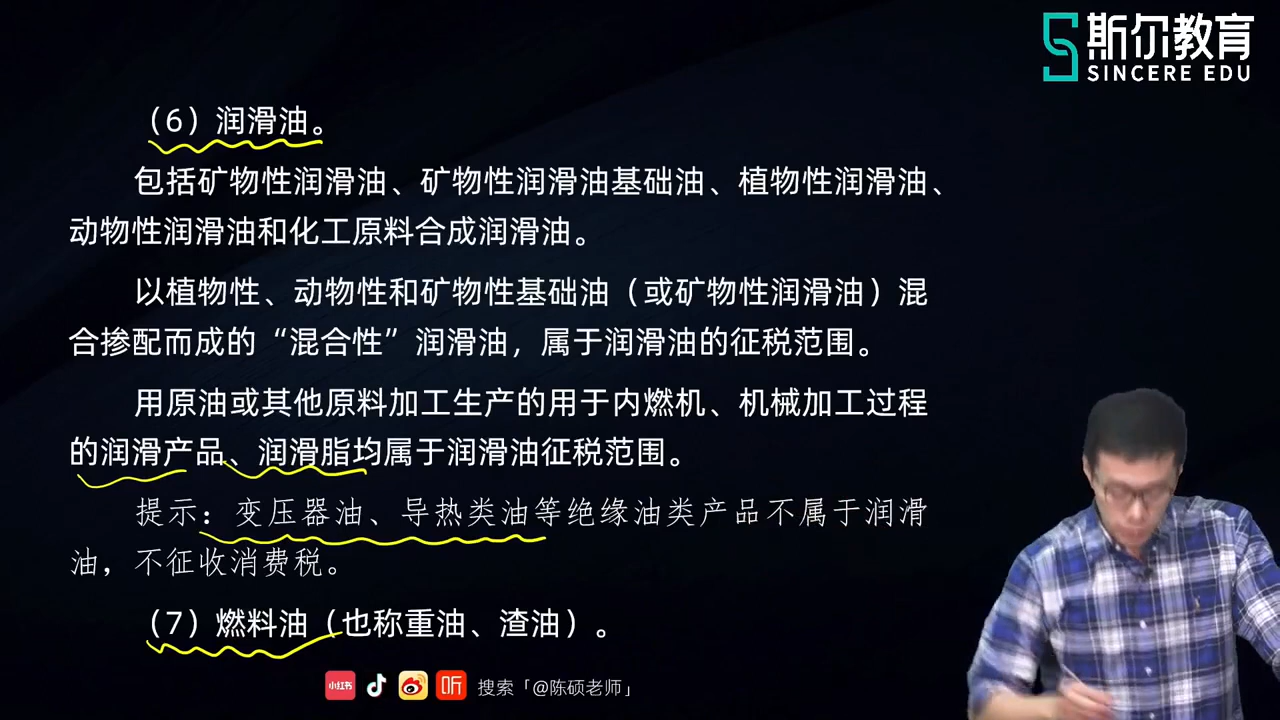 斯尔教育
SINCERE EDU
（6）润滑油。
包括矿物性润滑油、矿物性润滑油基础油、植物性润滑油、
动物性润滑油和化工原料合成润滑油。
以植物性、动物性和矿物性基础油（或矿物性润滑油）混
合掺配而成的“混合性”润滑油，属于润滑油的征税范围。
用原油或其他原料加工生产的用于内燃机、机械加工过程
的润滑产品、润滑脂均属于润滑油征税范围。
提示：变压器油、导热类油等绝缘油类产品不属于润滑
油，不征收消费税。
（7）燃料油（也称重油、渣油）。
小红书 听 搜索「@陈硕老师」